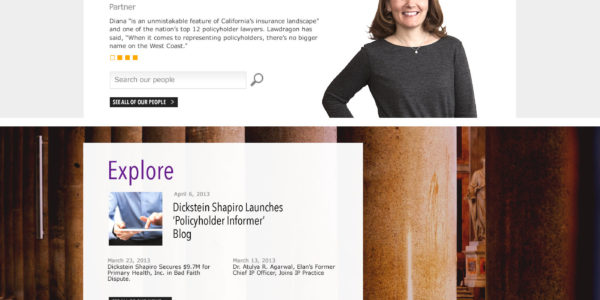 Partner
Diana "is an unmistakable feature of California's insurance landscape"
and one of the nation's top 12 policyholder lawyers. Lawdragon has
said, "When it comes to representing policyholders, there's no bigger
name on the West Coast."
Search our people
SEE ALL OF OUR PEOPLE >
Explore
April 6, 2013
Dickstein Shapiro Launches
'Policyholder Informer'
Blog
March 23, 2013
Dickstein Shapiro Secures $9.7M for
Primary Health, Inc. in Bad Faith
Dispute.
March 13, 2013
Dr. Atulya R. Agarwal, Elan's Former
Chief IP Officer, Joins IP Practice